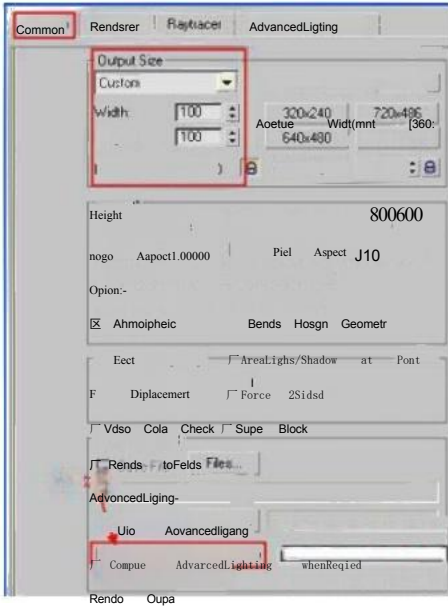 Common Rendsrer Raytracer AdvancedLigting
Output Size
Custom
Width: 100 320x240 720x486
Aoetue Widt(mnt [360:
100 640x480
Height 800600
nogo Aapoct1.00000 Piel Aspect J10
Opion:-
Ahmoipheic Bends Hosgn Geometr
Eect AreaLighs/Shadow at Pont
F Diplacemert Force 2Sidsd
Vdso Cola Check Supe Block
Rends toFelds Files...
AdvoncedLiging-
Uio Aovancedligang
Compue AdvarcedLighting whenReqied
Rendo Oupa